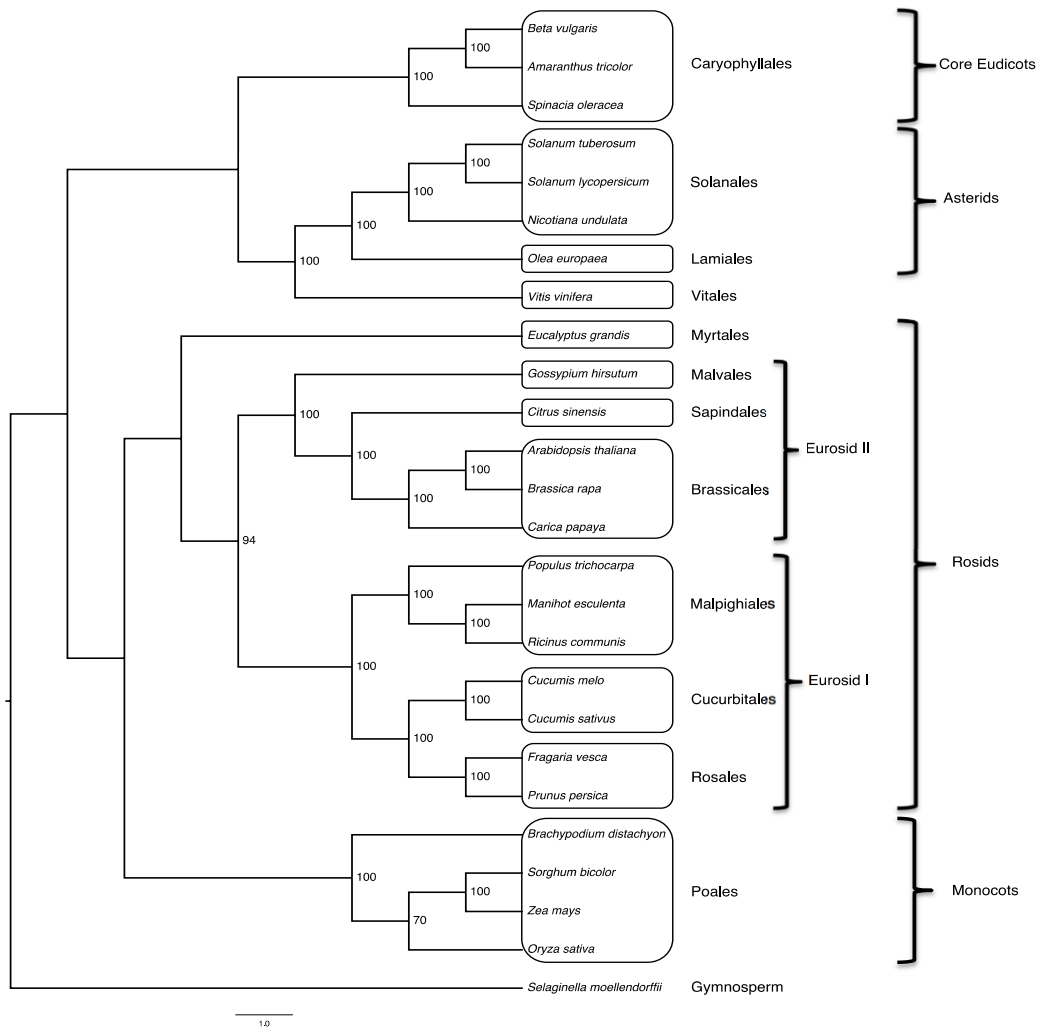 Beta vulgaris
100
Amaranthus tricolor
Caryophyllales
Core Eudicots
100
Spinacia oleracea
Solanum tuberosum
100
Solanum lycopersicum
Solanales
100
Asterids
Nicotiana undulata
100
Olea europaea
Lamiales
100
Vitis vinifera
Vitales
Eucalyptus grandis
Myrtales
Gossypium hirsutum
Malvales
100
Citrus sinensis
Sapindales
Arabidopsis thaliana
Eurosid II
100
100
Brassica rapa
Brassicales
100
Carica papaya
94
Populus trichocarpa
Rosids
100
Manihot esculenta
Malpighiales
100
Ricinus communis
100
Cucumis melo
Eurosid I
100
Cucurbitales
Cucumis sativus
100
Fragaria vesca
100
Rosales
Prunus persica
Brachypodium distachyon
Sorghum bicolor
100
100
Poales
Monocots
Zea mays
70
Oryza sativa
Selaginella moellendorffii
Gymnosperm
1.0